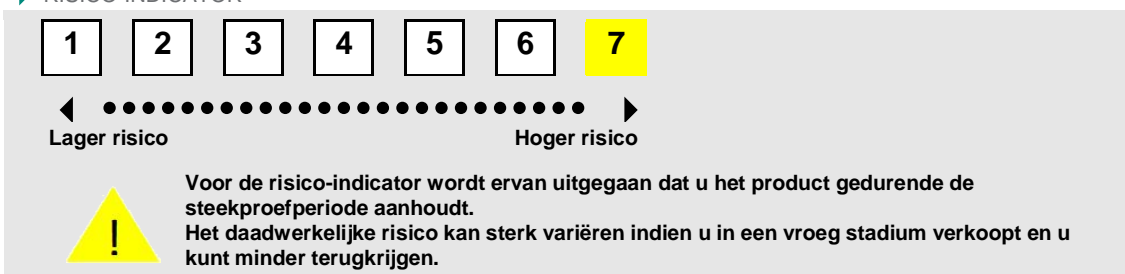 RISICO-INDICATOR
1 2 3 4 5 6 7
Lager risico Hoger risico
Voor de risico-indicator wordt ervan uitgegaan dat u het product gedurende de
steekproefperiode aanhoudt.
Het daadwerkelijke risico kan sterk variëren indien u in een vroeg stadium verkoopt en u
kunt minder terugkrijgen.
!